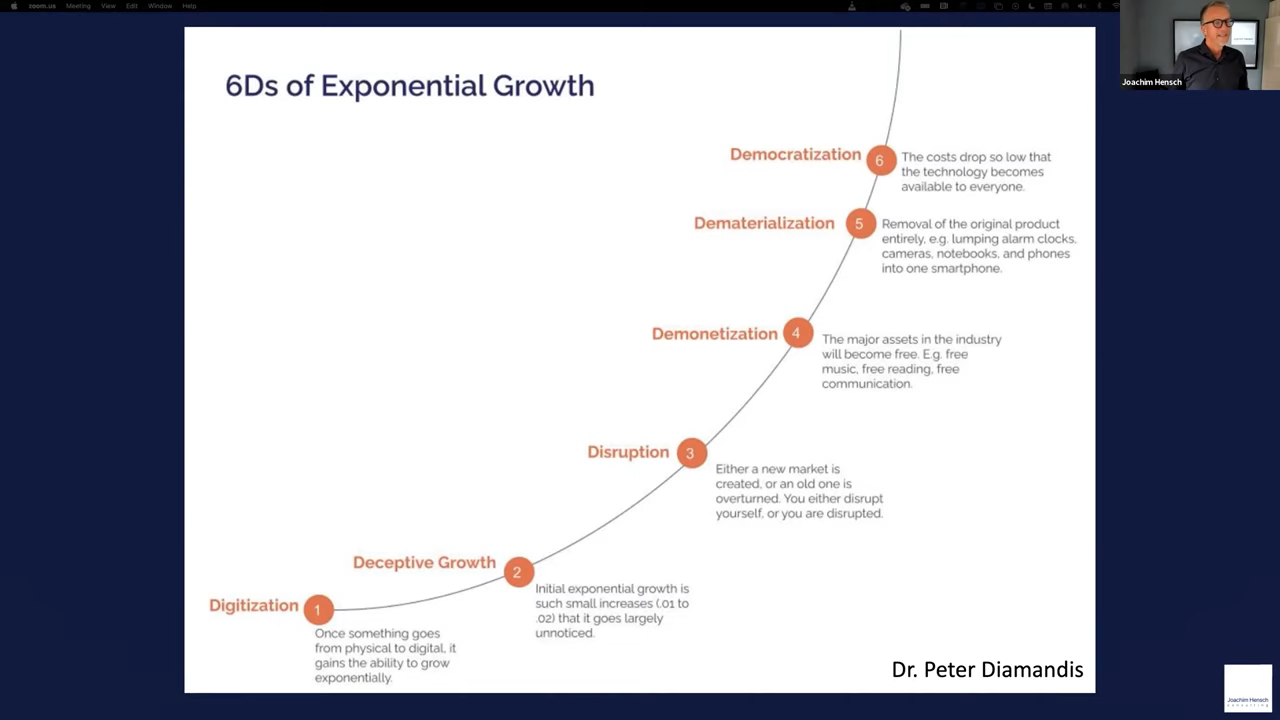 zoom.us Meeting View Edit Window Help
Joachim Hensch
6Ds of Exponential Growth
Democratization
6
The costs drop so low that
the technology becomes
available to everyone.
Dematerialization
5
Removal of the original product
entirely, e.g. lumping alarm clocks,
cameras, notebooks, and phones
into one smartphone.
Demonetization
4
The major assets in the industry
will become free. E.g. free
music, free reading, free
communication.
Disruption
3
Either a new market is
created, or an old one is
overturned. You either disrupt
yourself, or you are disrupted.
Deceptive Growth
2
Initial exponential growth is
such small increases (.01 to
.02) that it goes largely
unnoticed.
Digitization
1
Once something goes
from physical to digital, it
gains the ability to grow
exponentially.
Dr. Peter Diamandis
Joachim Hensch
consulting